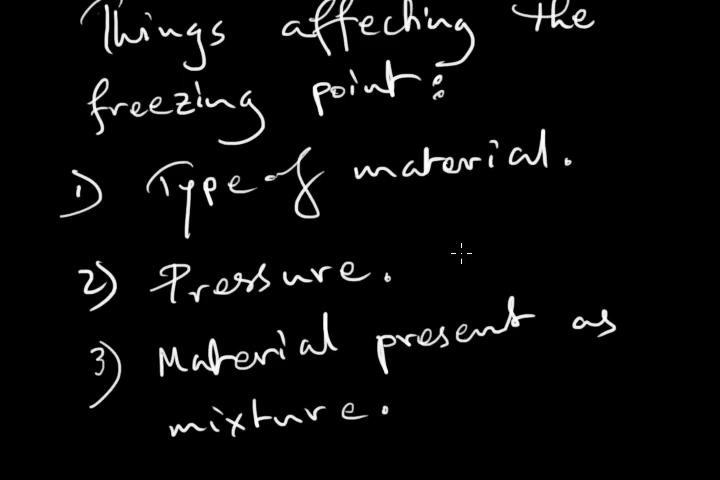 Things affecting the
freezing point:
1) Type of material.
2) Pressure.
3) Material present as
mixture.